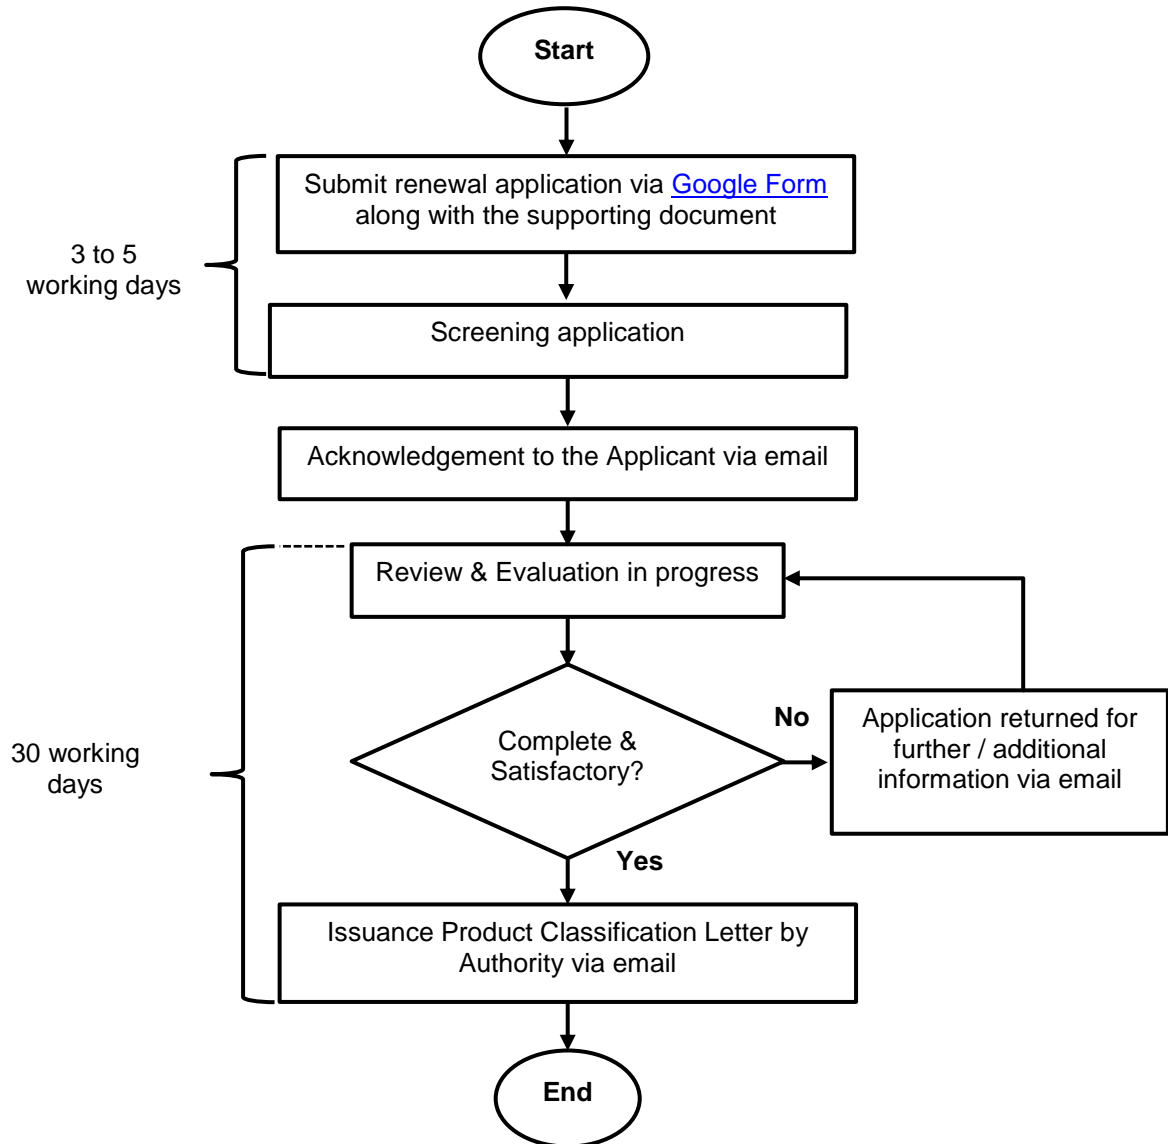 Start
Submit renewal application via Google Form
along with the supporting document
3 to 5
working days
Screening application
Acknowledgement to the Applicant via email
Review & Evaluation in progress
30 working
days
Complete &
Satisfactory?
No
Application returned for
further / additional
information via email
Yes
Issuance Product Classification Letter by
Authority via email
End